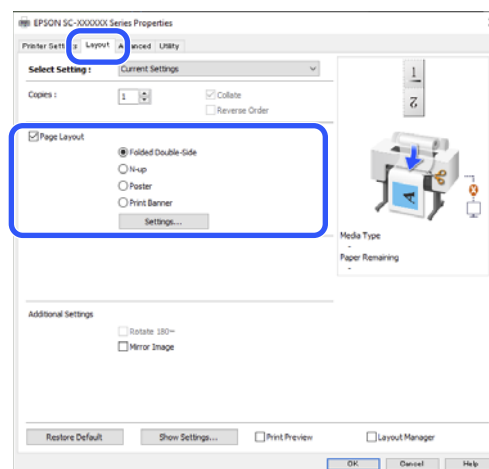 EPSON SC-XXXXXX Series Properties
Printer Settings Layout Advanced Utility
Select Setting : Current Settings
Copies : 1 Collate
Reverse Order
Page Layout
Folded Double-Side
N-up
Poster
Print Banner
Settings...
1
2
A
Media Type
-
Paper Remaining
-
Additional Settings
Rotate 180°
Mirror Image
Restore Default Show Settings... Print Preview Layout Manager
OK Cancel Help